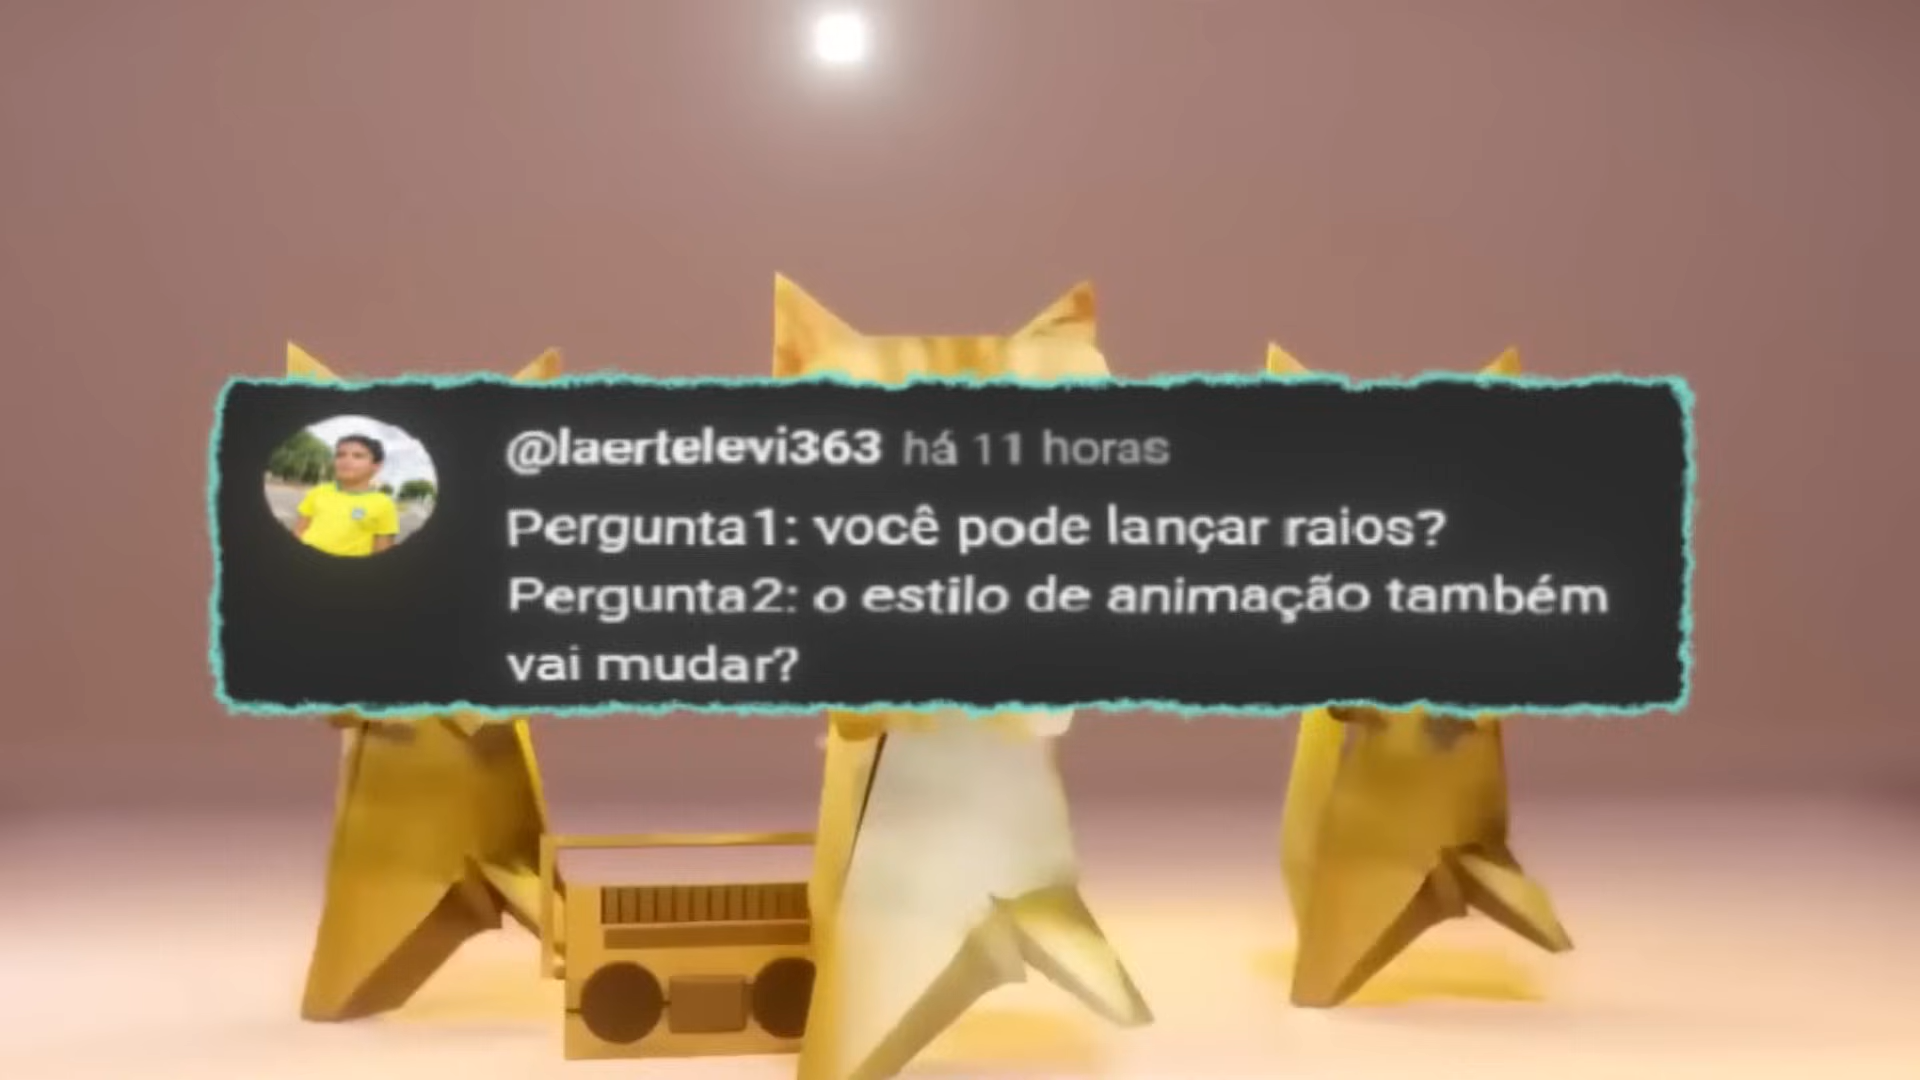 @laertelevi363 há 11 horas
Pergunta1: você pode lançar raios?
Pergunta2: o estilo de animação também
vai mudar?